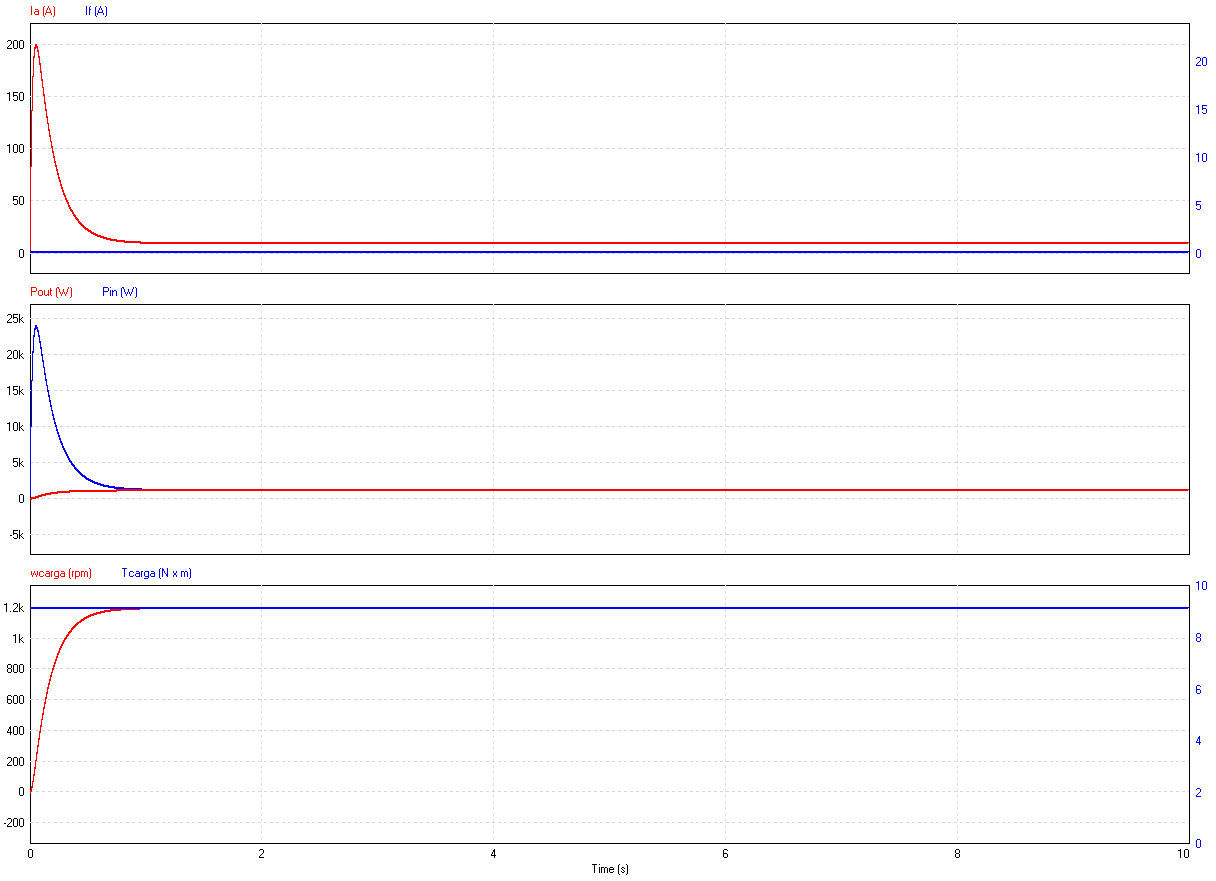 Ia (A) If (A)
200
150
100
50
0
20
15
10
5
0
Pout (W) Pin (W)
25k
20k
15k
10k
5k
0
-5k
wcarga (rpm) Tcarga (N x m)
1.2k
1k
800
600
400
200
0
-200
10
8
6
4
2
0
0 2 4 6 8 10
Time (s)